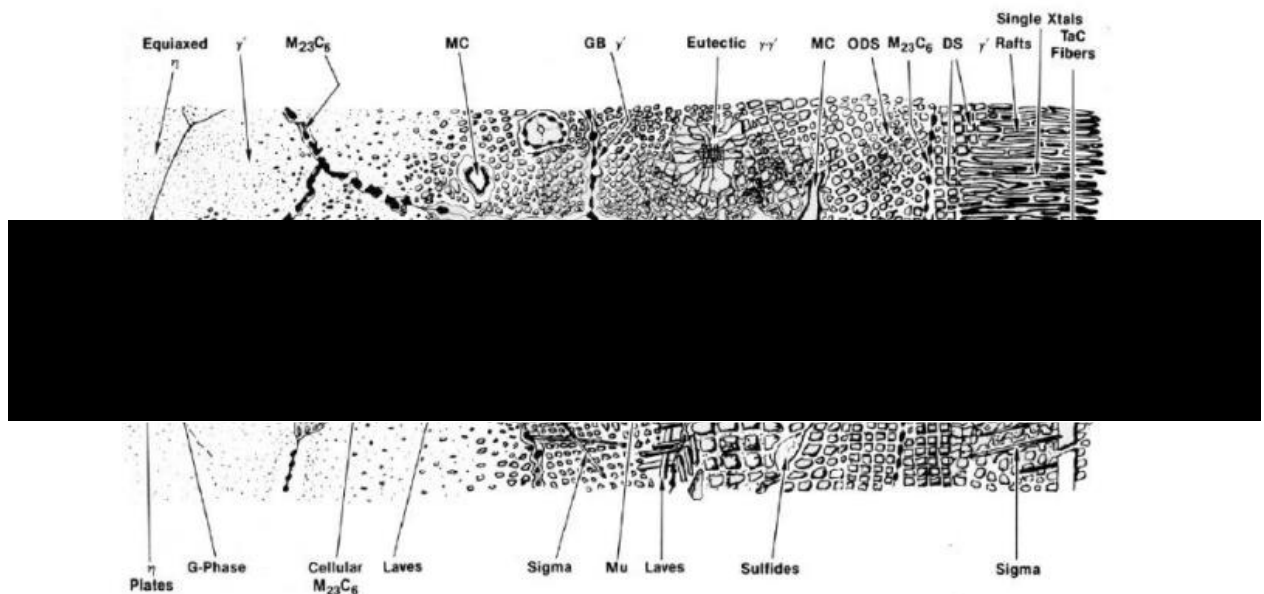 Single Xtals
Equiaxed γ′ M₂₃C₆ MC GB γ′ Eutectic γ-γ′ MC ODS M₂₃C₆ DS γ′ Rafts TaC
η Fibers
η G-Phase Cellular Laves Sigma Mu Laves Sulfides Sigma
Plates M₂₃C₆